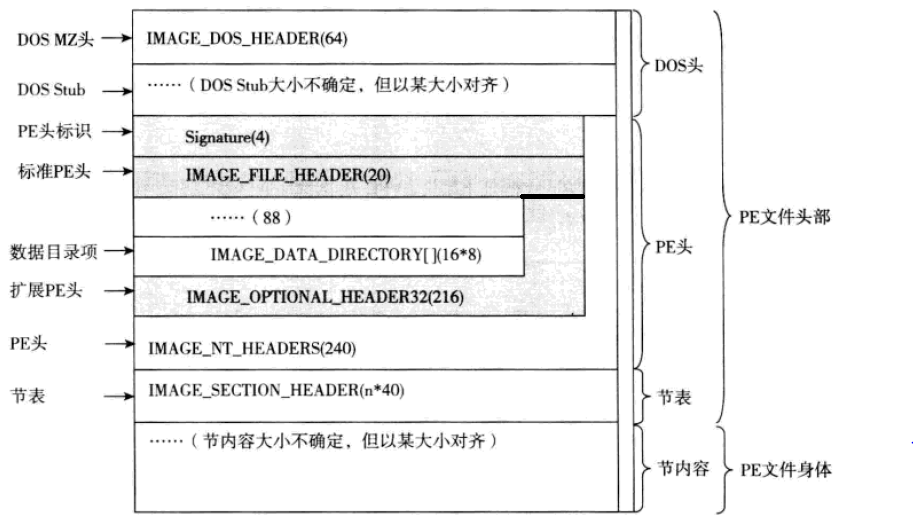 DOS MZ头
IMAGE_DOS_HEADER(64)
DOS头
DOS Stub
……（DOS Stub大小不确定，但以某大小对齐）
PE头标识
Signature(4)
标准PE头
IMAGE_FILE_HEADER(20)
……（88）
PE文件头部
数据目录项
IMAGE_DATA_DIRECTORY[ ](16*8)
PE头
扩展PE头
IMAGE_OPTIONAL_HEADER32(216)
PE头
IMAGE_NT_HEADERS(240)
节表
IMAGE_SECTION_HEADER(n*40)
节表
……（节内容大小不确定，但以某大小对齐）
节内容
PE文件身体